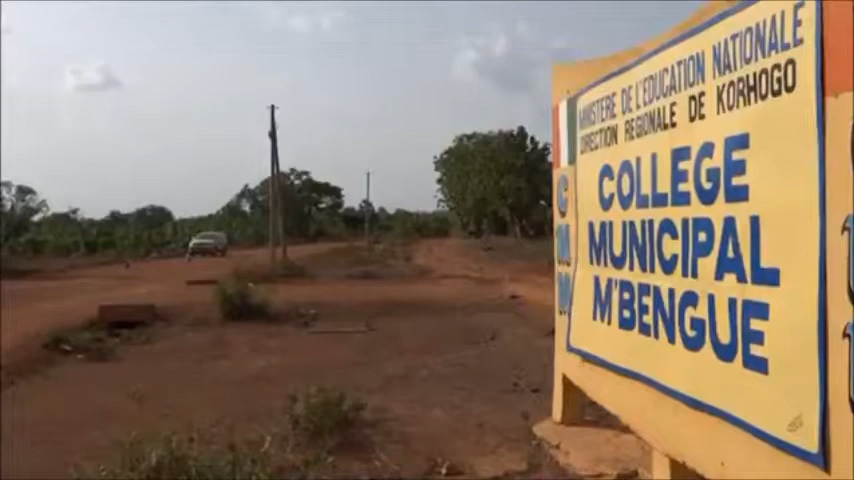 MINISTERE DE L'EDUCATION NATIONALE
DIRECTION REGIONALE DE KORHOGO
COLLEGE
MUNICIPAL
M'BENGUE
C
M
M